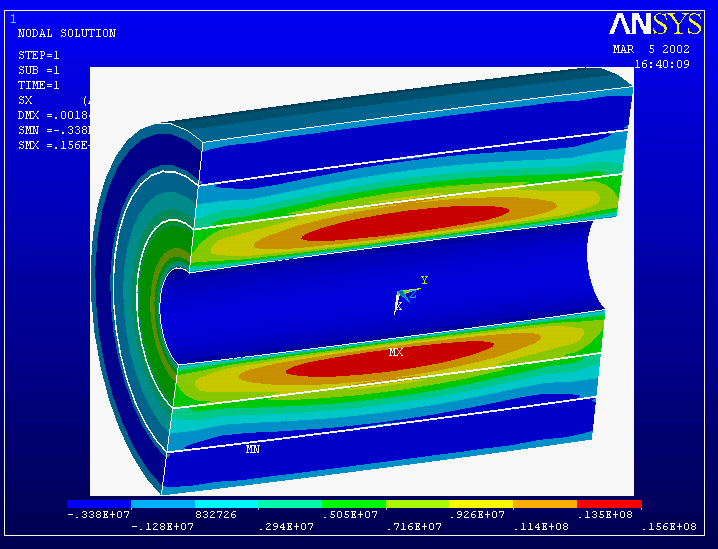 1
ANSYS
NODAL SOLUTION
MAR 5 2002
16:40:09
STEP=1
SUB =1
TIME=1
SX (
DMX =.0018
SMN =-.338
SMX =.156E
Y
Z
X
MX
MN
-.338E+07 832726 .505E+07 .926E+07 .135E+08
-.128E+07 .294E+07 .716E+07 .114E+08 .156E+08